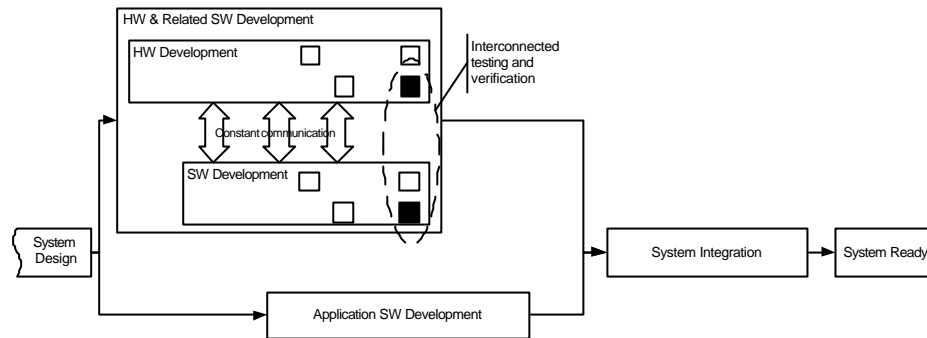 HW & Related SW Development
HW Development
Interconnected
testing and
verification
Constant communication
SW Development
System
Design
System Integration
System Ready
Application SW Development